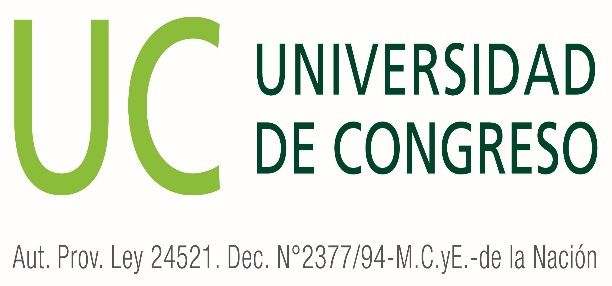 UC UNIVERSIDAD
DE CONGRESO
Aut. Prov. Ley 24521. Dec. N°2377/94-M.C.yE.-de la Nación